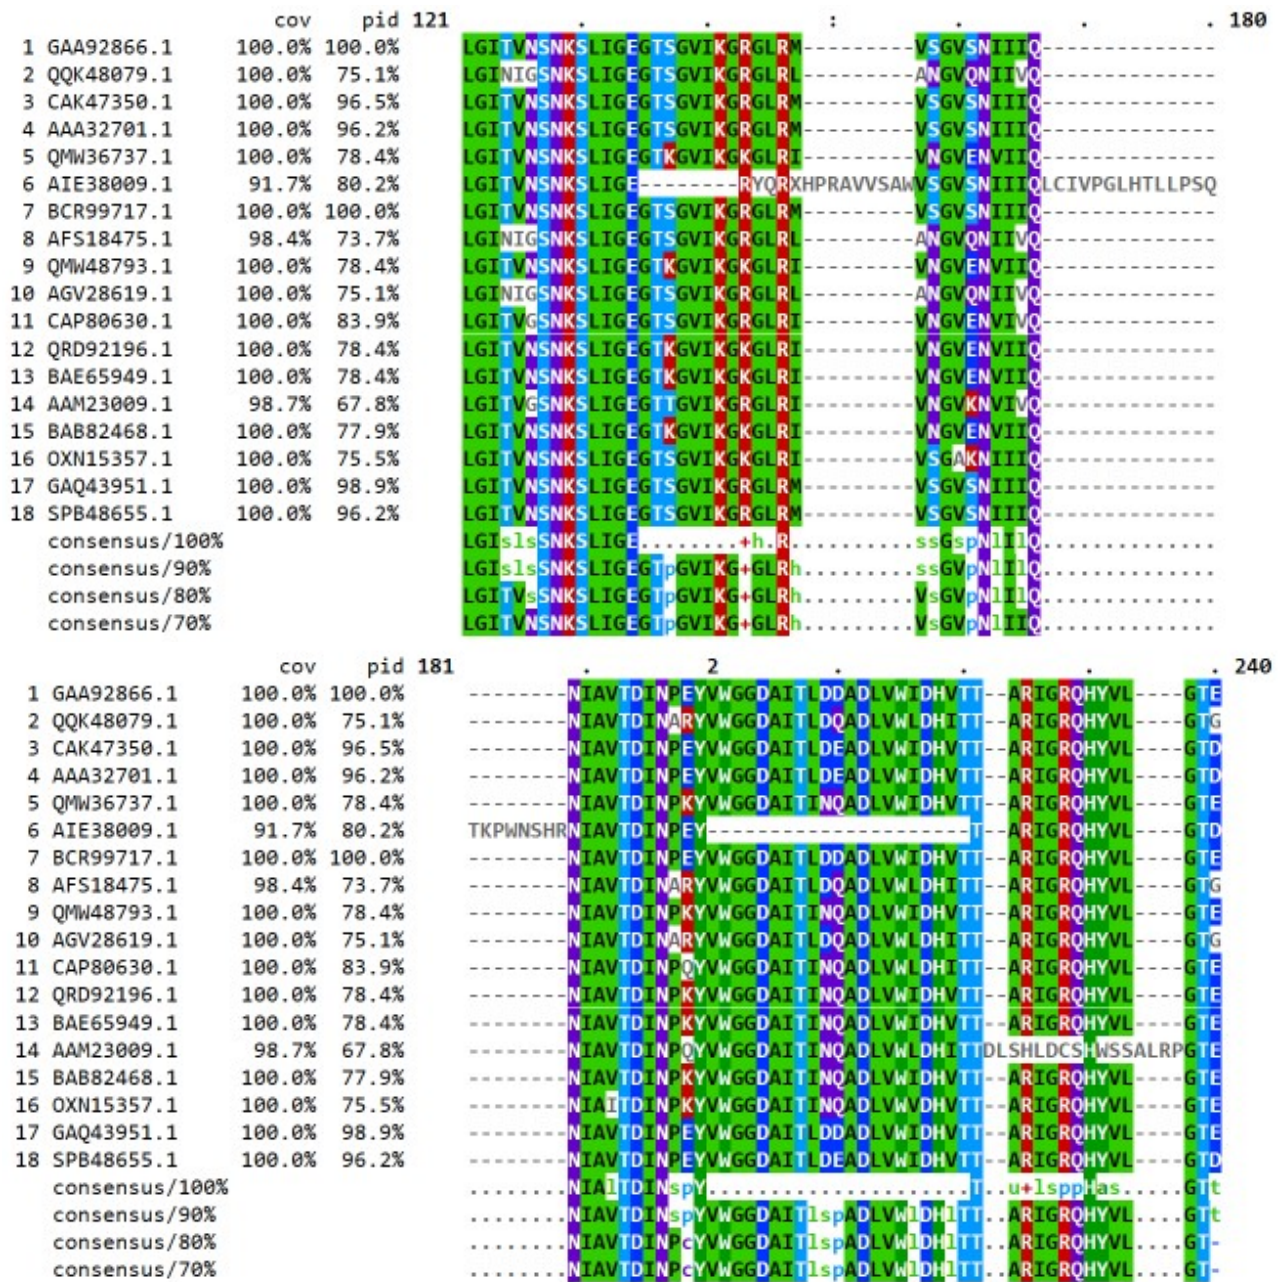 cov pid 121 . . : . . . 180
1 GAA92866.1 100.0% 100.0% LGITVNSNKSLIGEGTSGVIKGRGLRM---------VSGVSNIIIQ--------------
2 QQK48079.1 100.0% 75.1% LGINIGSNKSLIGEGTSGVIKGRGLRL---------ANGVQNIIVQ--------------
3 CAK47350.1 100.0% 96.5% LGITVNSNKSLIGEGTSGVIKGRGLRM---------VSGVSNIIIQ--------------
4 AAA32701.1 100.0% 96.2% LGITVNSNKSLIGEGTSGVIKGRGLRM---------VSGVSNIIIQ--------------
5 QMW36737.1 100.0% 78.4% LGITVNSNKSLIGEGTKGVIKGKGLRI---------VNGVENVIIQ--------------
6 AIE38009.1 91.7% 80.2% LGITVNSNKSLIGE--------RYQRXHPRAVVSAWVSGVSNIIIQLCIVPGLHTLLPSQ
7 BCR99717.1 100.0% 100.0% LGITVNSNKSLIGEGTSGVIKGRGLRM---------VSGVSNIIIQ--------------
8 AFS18475.1 98.4% 73.7% LGINIGSNKSLIGEGTSGVIKGRGLRL---------ANGVQNIIVQ--------------
9 QMW48793.1 100.0% 78.4% LGITVNSNKSLIGEGTKGVIKGKGLRI---------VNGVENVIIQ--------------
10 AGV28619.1 100.0% 75.1% LGINIGSNKSLIGEGTSGVIKGRGLRL---------ANGVQNIIVQ--------------
11 CAP80630.1 100.0% 83.9% LGITVGSNKSLIGEGTSGVIKGRGLRI---------VNGVENVIVQ--------------
12 QRD92196.1 100.0% 78.4% LGITVNSNKSLIGEGTKGVIKGKGLRI---------VNGVENVIIQ--------------
13 BAE65949.1 100.0% 78.4% LGITVNSNKSLIGEGTKGVIKGKGLRI---------VNGVENVIIQ--------------
14 AAM23009.1 98.7% 67.8% LGITVGSNKSLIGEGTTGVIKGRGLRI---------VNGVKNVIVQ--------------
15 BAB82468.1 100.0% 77.9% LGITVNSNKSLIGEGTKGVIKGKGLRI---------VNGVENVIIQ--------------
16 OXN15357.1 100.0% 75.5% LGITVNSNKSLIGEGTSGVIKGKGLRI---------VSGAKNIIIQ--------------
17 GAQ43951.1 100.0% 98.9% LGITVNSNKSLIGEGTSGVIKGRGLRM---------VSGVSNIIIQ--------------
18 SPB48655.1 100.0% 96.2% LGITVNSNKSLIGEGTSGVIKGRGLRM---------VSGVSNIIIQ--------------
consensus/100% LGIslsSNKSLIGE........+h.R..........ssGspNlIlQ..............
consensus/90% LGIslsSNKSLIGEGTpGVIKG+GLRh.........ssGVpNlIlQ..............
consensus/80% LGITVsSNKSLIGEGTpGVIKG+GLRh.........VsGVpNlIlQ..............
consensus/70% LGITVNSNKSLIGEGTpGVIKG+GLRh.........VsGVpNlIIQ..............
cov pid 181 . 2 . . . . 240
1 GAA92866.1 100.0% 100.0% --------NIAVTDINPEYVWGGDAITLDDADLVWIDHVTT--ARIGRQHYVL----GTE
2 QQK48079.1 100.0% 75.1% --------NIAVTDINARYVWGGDAITLDQADLVWLDHITT--ARIGRQHYVL----GTG
3 CAK47350.1 100.0% 96.5% --------NIAVTDINPEYVWGGDAITLDEADLVWIDHVTT--ARIGRQHYVL----GTD
4 AAA32701.1 100.0% 96.2% --------NIAVTDINPEYVWGGDAITLDEADLVWIDHVTT--ARIGRQHYVL----GTD
5 QMW36737.1 100.0% 78.4% --------NIAVTDINPKYVWGGDAITINQADLVWIDHVTT--ARIGRQHYVL----GTE
6 AIE38009.1 91.7% 80.2% TKPWNSHRNIAVTDINPEY---------------------T--ARIGRQHYVL----GTD
7 BCR99717.1 100.0% 100.0% --------NIAVTDINPEYVWGGDAITLDDADLVWIDHVTT--ARIGRQHYVL----GTE
8 AFS18475.1 98.4% 73.7% --------NIAVTDINARYVWGGDAITLDQADLVWLDHITT--ARIGRQHYVL----GTG
9 QMW48793.1 100.0% 78.4% --------NIAVTDINPKYVWGGDAITINQADLVWIDHVTT--ARIGRQHYVL----GTE
10 AGV28619.1 100.0% 75.1% --------NIAVTDINARYVWGGDAITLDQADLVWLDHITT--ARIGRQHYVL----GTG
11 CAP80630.1 100.0% 83.9% --------NIAVTDINPQYVWGGDAITINQADLVWLDHITT--ARIGRQHYVL----GTE
12 QRD92196.1 100.0% 78.4% --------NIAVTDINPKYVWGGDAITINQADLVWIDHVTT--ARIGRQHYVL----GTE
13 BAE65949.1 100.0% 78.4% --------NIAVTDINPKYVWGGDAITINQADLVWIDHVTT--ARIGRQHYVL----GTE
14 AAM23009.1 98.7% 67.8% --------NIAVTDINPQYVWGGDAITINQADLVWLDHITTDLSHLDCSHWSSALRPGTE
15 BAB82468.1 100.0% 77.9% --------NIAVTDINPKYVWGGDAITINQADLVWIDHVTT--ARIGRQHYVL----GTE
16 OXN15357.1 100.0% 75.5% --------NIAITDINPKYVWGGDAITINQADLVWVDHVTT--ARIGRQHYVL----GTE
17 GAQ43951.1 100.0% 98.9% --------NIAVTDINPEYVWGGDAITLDDADLVWIDHVTT--ARIGRQHYVL----GTE
18 SPB48655.1 100.0% 96.2% --------NIAVTDINPEYVWGGDAITLDEADLVWIDHVTT--ARIGRQHYVL----GTD
consensus/100% ........NIAlTDINspY.....................T..u+lsppHas.....GTt
consensus/90% ........NIAVTDINspYVWGGDAITlspADLVWlDHlTT..ARIGRQHYVL....GTt
consensus/80% ........NIAVTDINPcYVWGGDAITlspADLVWlDHlTT..ARIGRQHYVL....GT-
consensus/70% ........NIAVTDINPcYVWGGDAITlspADLVWlDHlTT..ARIGRQHYVL....GT-